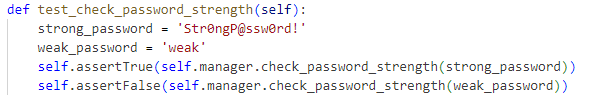 def test_check_password_strength(self):
    strong_password = 'Str0ngP@ssw0rd!'
    weak_password = 'weak'
    self.assertTrue(self.manager.check_password_strength(strong_password))
    self.assertFalse(self.manager.check_password_strength(weak_password))